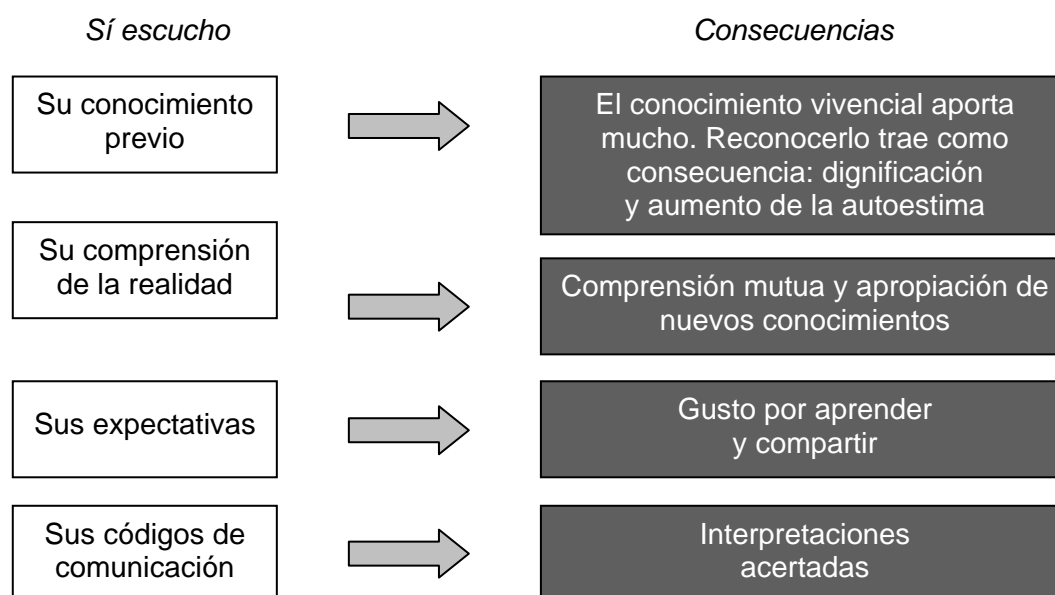 Sí escucho
Consecuencias
Su conocimiento
previo
El conocimiento vivencial aporta
mucho. Reconocerlo trae como
consecuencia: dignificación
y aumento de la autoestima
Su comprensión
de la realidad
Comprensión mutua y apropiación de
nuevos conocimientos
Sus expectativas
Gusto por aprender
y compartir
Sus códigos de
comunicación
Interpretaciones
acertadas